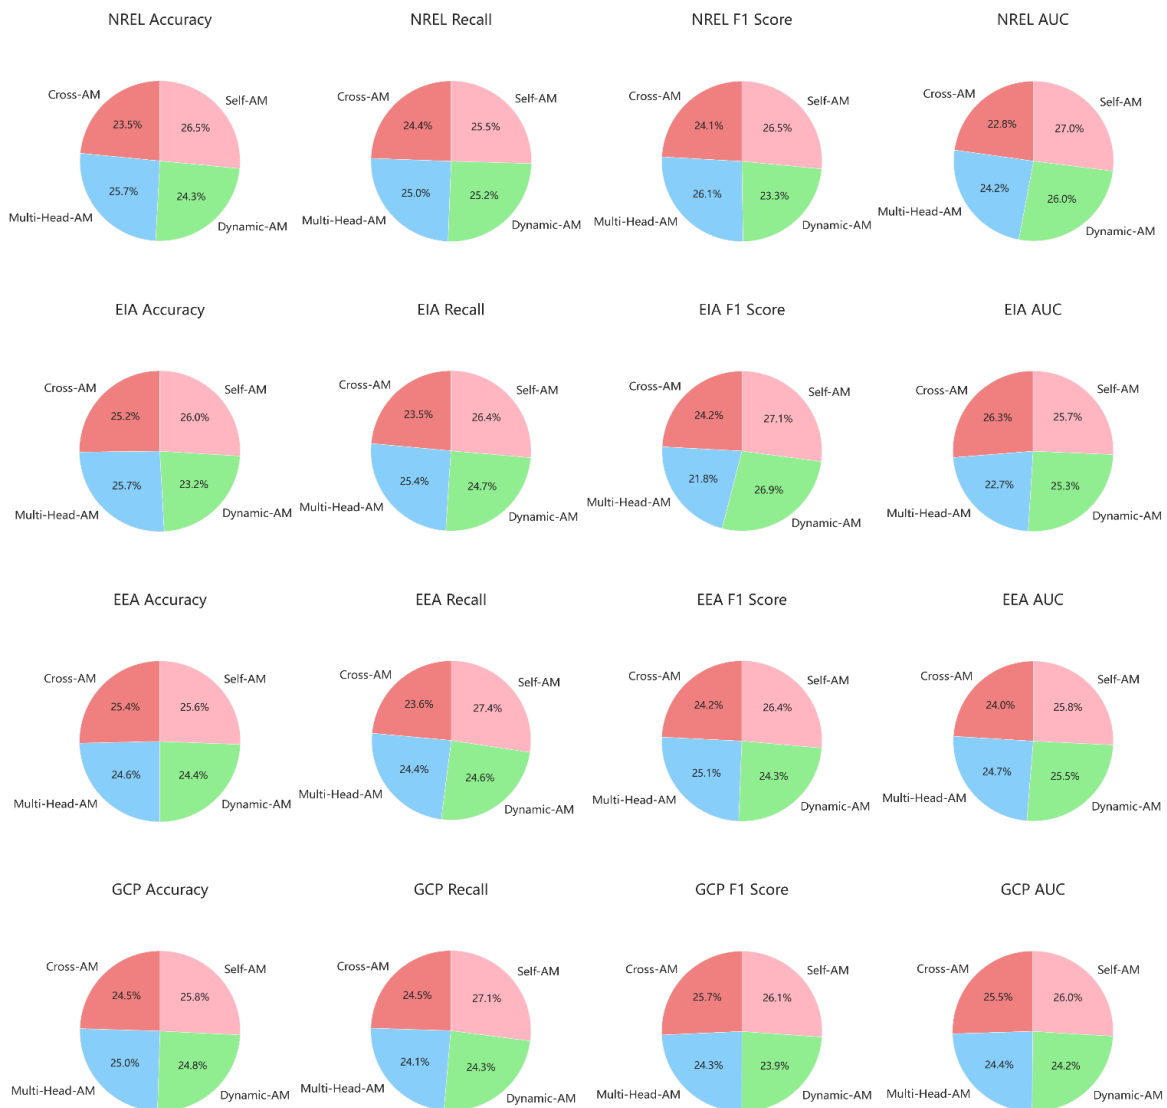 NREL Accuracy
NREL Recall
NREL F1 Score
NREL AUC
Cross-AM
Self-AM
23.5%
26.5%
25.7%
24.3%
Multi-Head-AM
Dynamic-AM
Cross-AM
Self-AM
24.4%
25.5%
25.0%
25.2%
Multi-Head-AM
Dynamic-AM
Cross-AM
Self-AM
24.1%
26.5%
26.1%
23.3%
Multi-Head-AM
Dynamic-AM
Cross-AM
Self-AM
22.8%
27.0%
24.2%
26.0%
Multi-Head-AM
Dynamic-AM
EIA Accuracy
EIA Recall
EIA F1 Score
EIA AUC
Cross-AM
Self-AM
25.2%
26.0%
25.7%
23.2%
Multi-Head-AM
Dynamic-AM
Cross-AM
Self-AM
23.5%
26.4%
25.4%
24.7%
Multi-Head-AM
Dynamic-AM
Cross-AM
Self-AM
24.2%
27.1%
21.8%
26.9%
Multi-Head-AM
Dynamic-AM
Cross-AM
Self-AM
26.3%
25.7%
22.7%
25.3%
Multi-Head-AM
Dynamic-AM
EEA Accuracy
EEA Recall
EEA F1 Score
EEA AUC
Cross-AM
Self-AM
25.4%
25.6%
24.6%
24.4%
Multi-Head-AM
Dynamic-AM
Cross-AM
Self-AM
23.6%
27.4%
24.4%
24.6%
Multi-Head-AM
Dynamic-AM
Cross-AM
Self-AM
24.2%
26.4%
25.1%
24.3%
Multi-Head-AM
Dynamic-AM
Cross-AM
Self-AM
24.0%
25.8%
24.7%
25.5%
Multi-Head-AM
Dynamic-AM
GCP Accuracy
GCP Recall
GCP F1 Score
GCP AUC
Cross-AM
Self-AM
24.5%
25.8%
25.0%
24.8%
Multi-Head-AM
Dynamic-AM
Cross-AM
Self-AM
24.5%
27.1%
24.1%
24.3%
Multi-Head-AM
Dynamic-AM
Cross-AM
Self-AM
25.7%
26.1%
24.3%
23.9%
Multi-Head-AM
Dynamic-AM
Cross-AM
Self-AM
25.5%
26.0%
24.4%
24.2%
Multi-Head-AM
Dynamic-AM